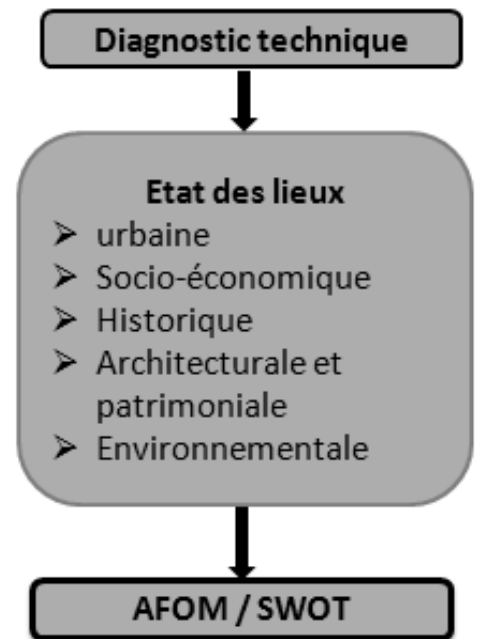 Diagnostic technique
Etat des lieux
➤ urbaine
➤ Socio-économique
➤ Historique
➤ Architecturale et
patrimoniale
➤ Environnementale
AFOM / SWOT